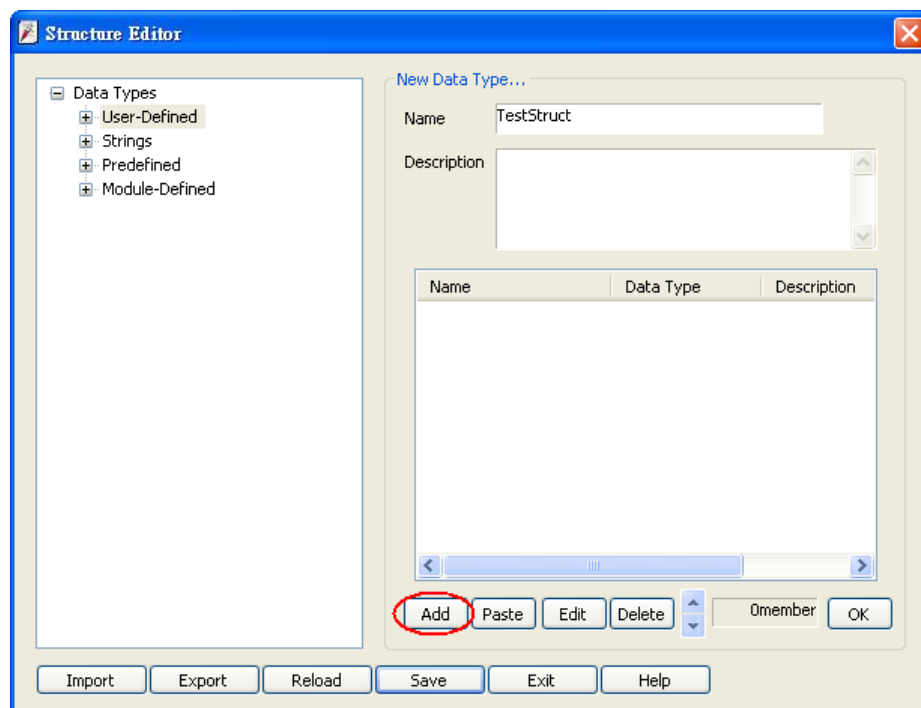 Structure Editor
Data Types
User-Defined
Strings
Predefined
Module-Defined
New Data Type...
Name TestStruct
Description
Name Data Type Description
Add Paste Edit Delete 0member OK
Import Export Reload Save Exit Help